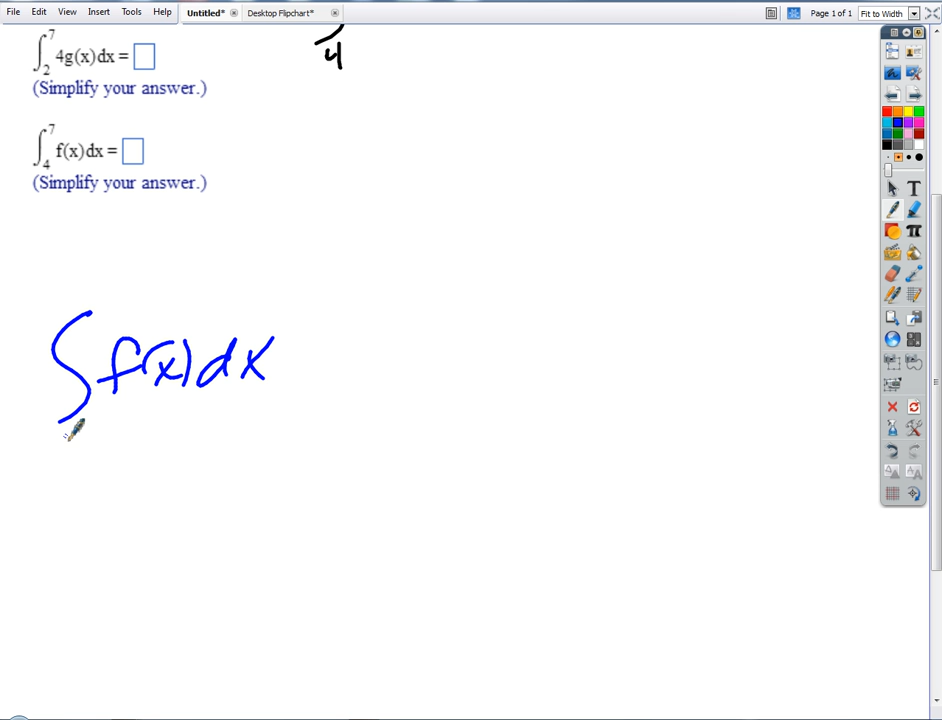 File Edit View Insert Tools Help Untitled* Desktop Flipchart* Page 1 of 1 Fit to Width
∫₂⁷ 4g(x)dx =
4
(Simplify your answer.)
∫₄⁷ f(x)dx =
(Simplify your answer.)
∫ f(x)dx